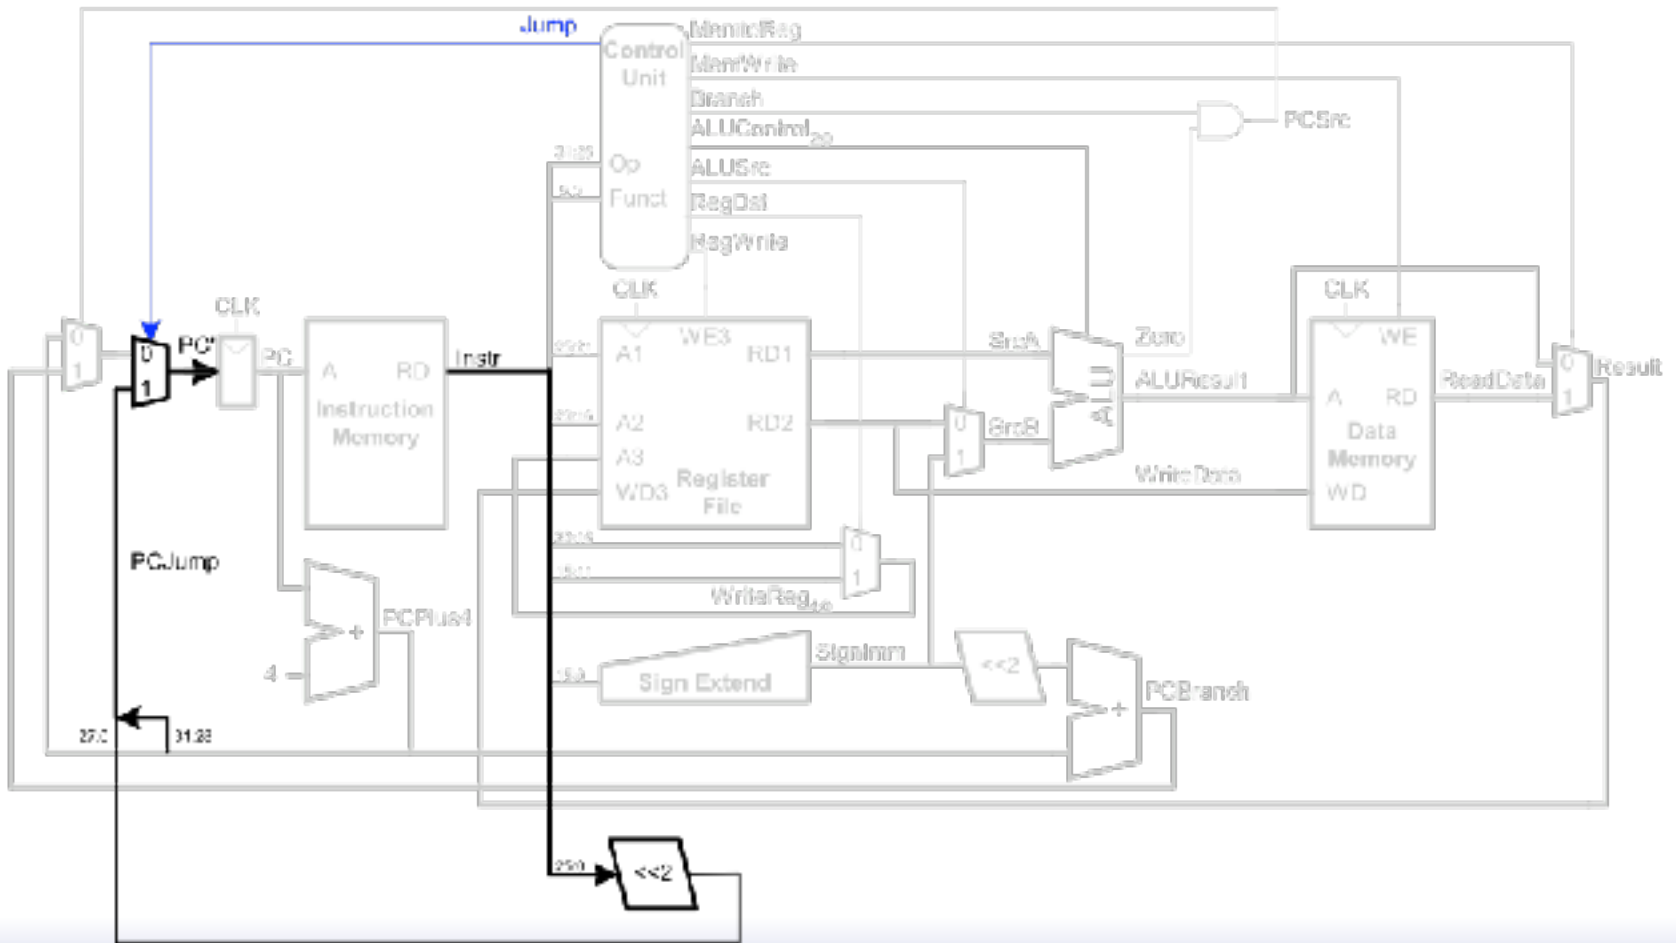 Jump
MemtoReg
Control
Unit
MemWrite
Branch
PCSrc
ALUControl
31:26
Op
ALUSrc
5:0
Funct
RegDst
RegWrite
CLK
CLK
CLK
0
1
0
1
PC'
PC
A
RD
Instruction
Memory
Instr
25:21
A1
WE3
RD1
SrcA
Zero
WE
ALU
ALUResult
A
RD
ReadData
0
1
Result
20:16
A2
RD2
0
1
SrcB
Data
Memory
A3
WD3
Register
File
WriteData
WD
PCJump
20:16
0
15:11
1
WriteReg
+
PCPlus4
4
15:0
Sign Extend
SignImm
<<2
+
PCBranch
27:0
31:28
25:0
<<2